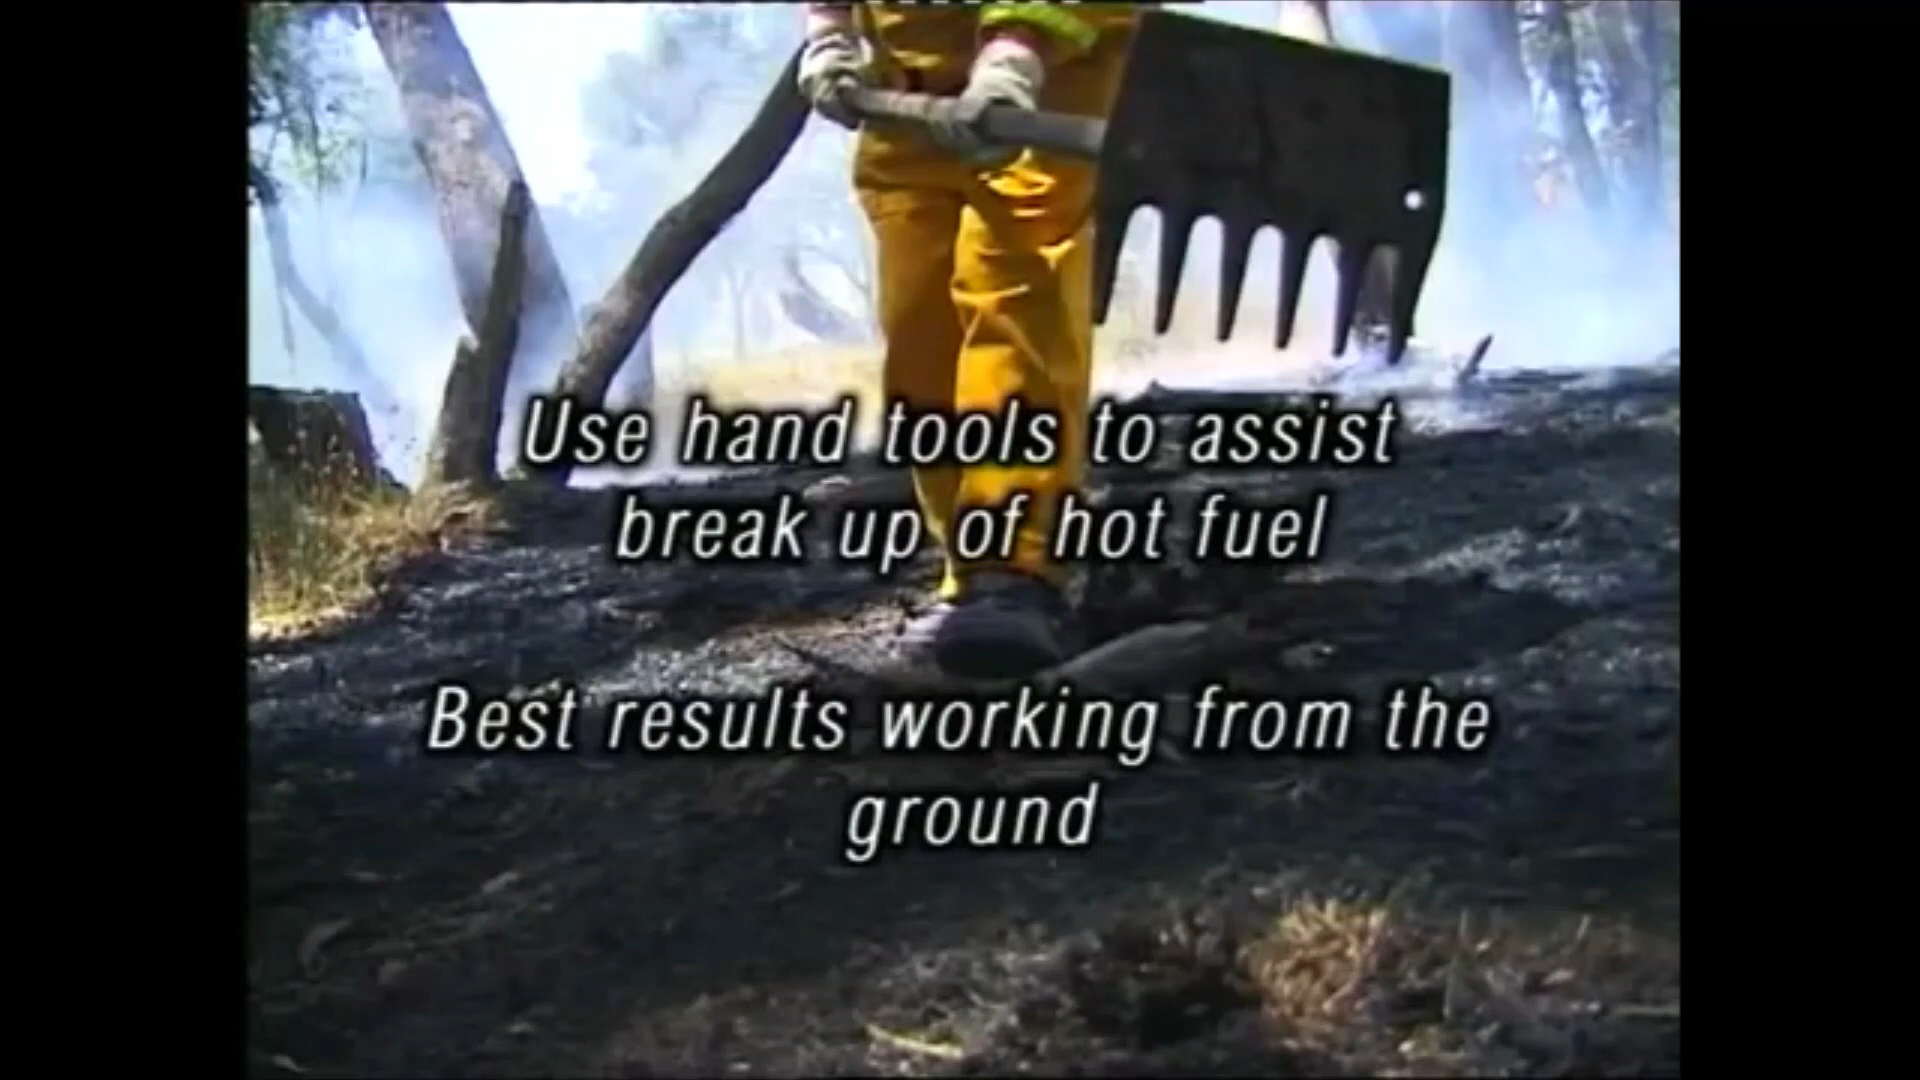 Use hand tools to assist
break up of hot fuel
Best results working from the
ground